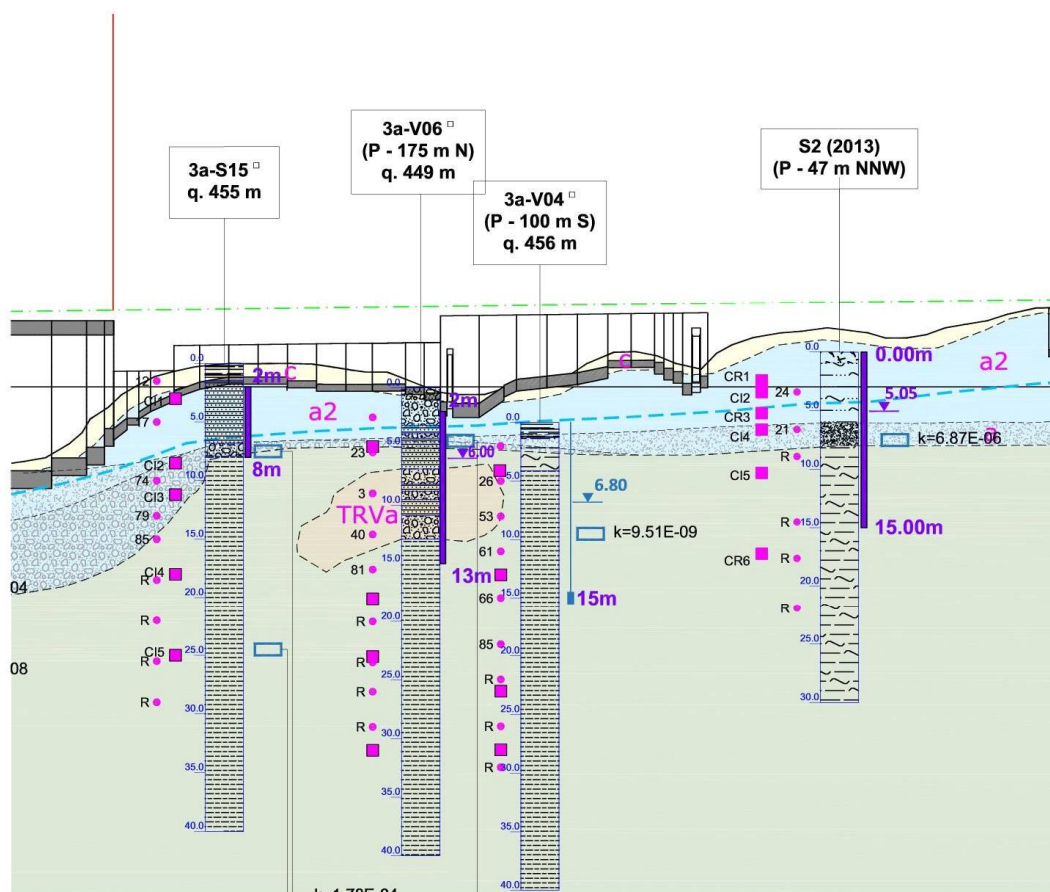 3a-S15
q. 455 m
3a-V06
(P - 175 m N)
q. 449 m
3a-V04
(P - 100 m S)
q. 456 m
S2 (2013)
(P - 47 m NNW)
0.0
2m
c
12
CI1
17
5.0
a2
8m
CI2
74
10.0
CI3
79
85
15.0
CI4
R
20.0
R
25.0
CI5
R
R
30.0
35.0
40.0
04
08
0.0
2m
5.0
23
6.00
3
10.0
TRVa
40
15.0
81
13m
20.0
R
R
25.0
R
R
30.0
35.0
40.0
c
0.0
5.0
26
6.80
53
10.0
k=9.51E-09
61
15.0
15m
66
85
20.0
R
25.0
R
30.0
R
35.0
40.0
0.0
0.00m
a2
CR1
24
CI2
5.05
CR3
5.0
CI4
21
a
k=6.87E-06
R
10.0
CI5
R
15.0
15.00m
CR6
R
20.0
R
25.0
30.0